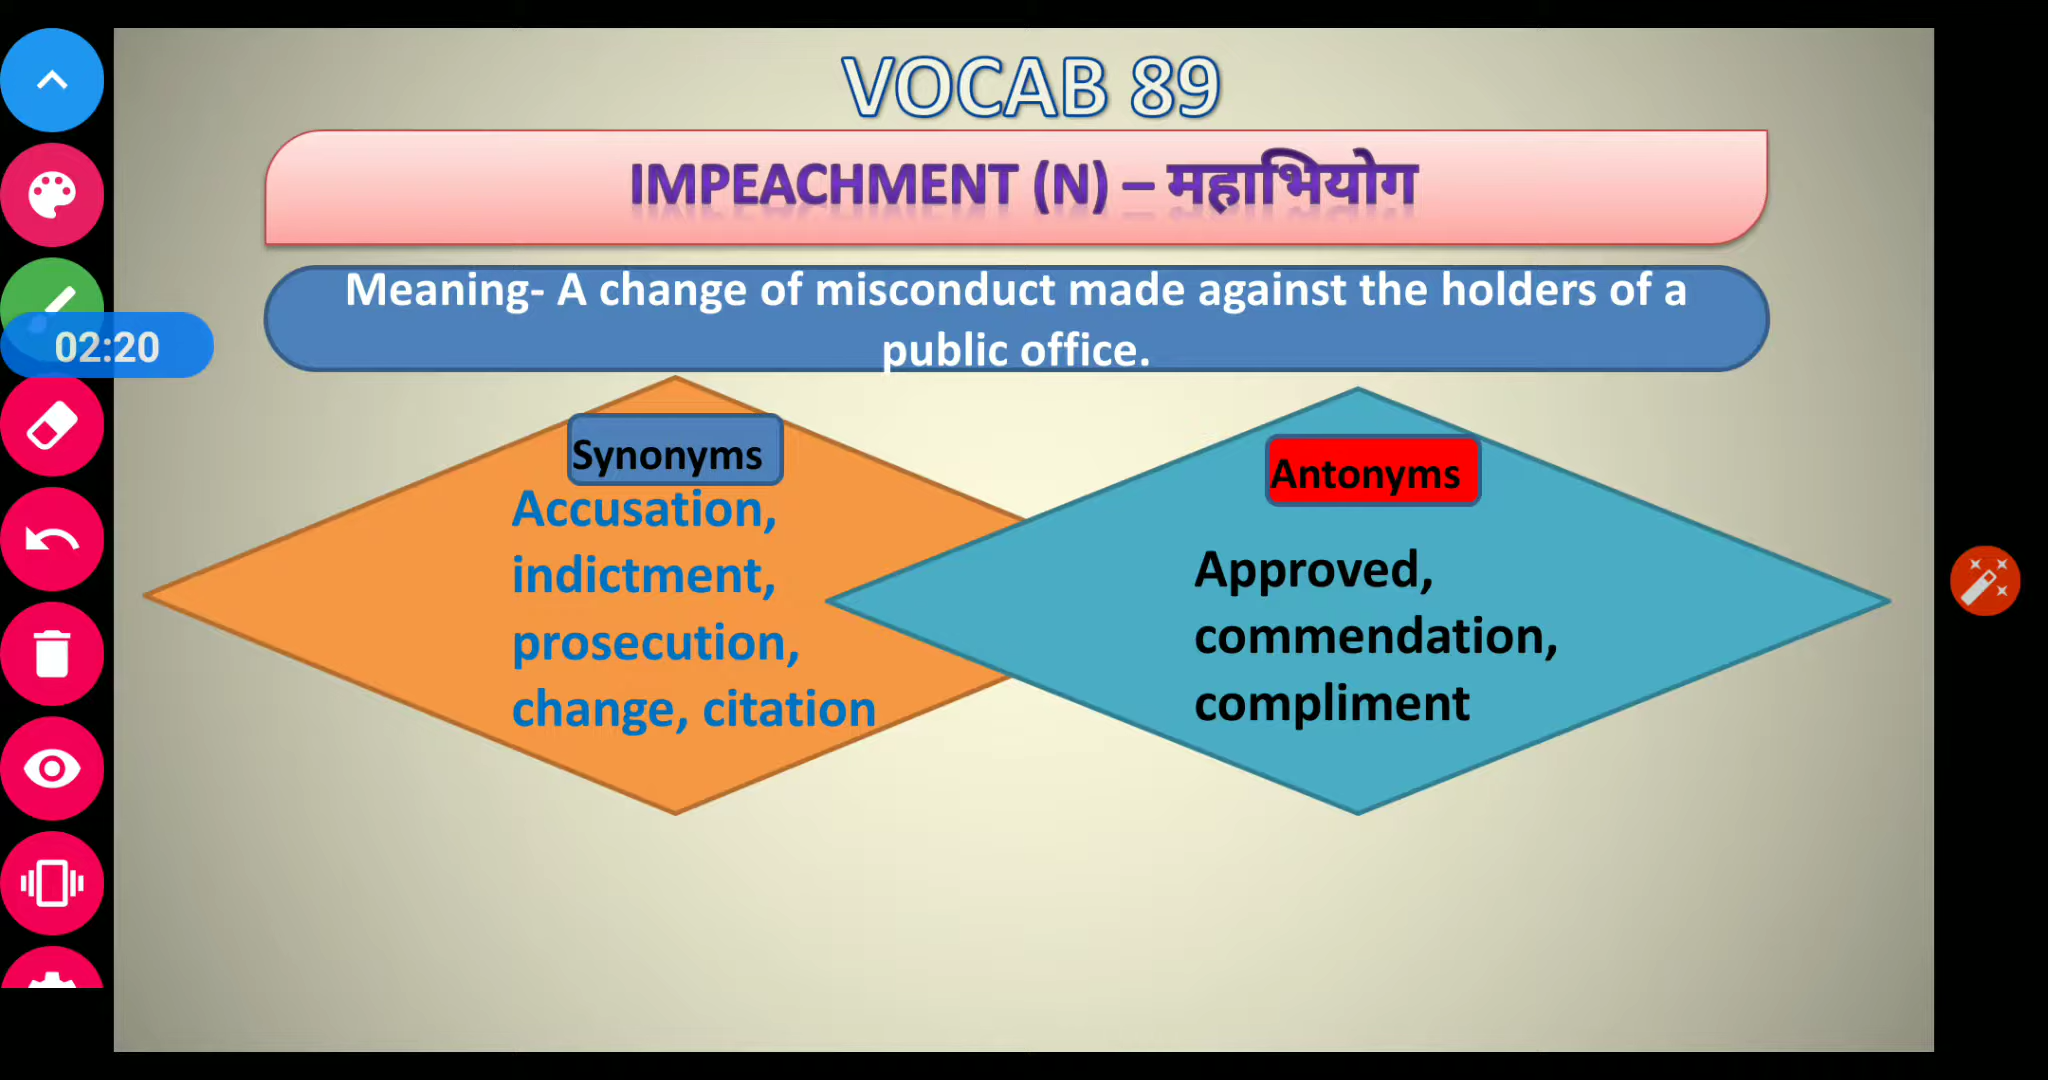 VOCAB 89
IMPEACHMENT (N) – महाभियोग
Meaning- A change of misconduct made against the holders of a
public office.
02:20
Synonyms
Accusation,
indictment,
prosecution,
change, citation
Antonyms
Approved,
commendation,
compliment